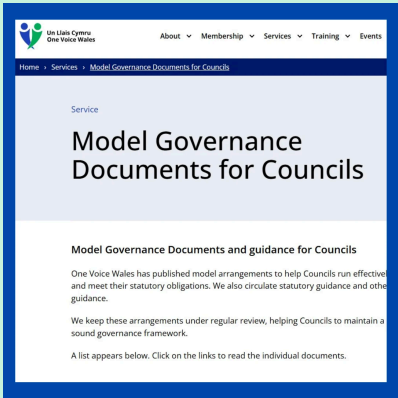 Un Llais Cymru
One Voice Wales
About Membership Services Training Events
Home › Services › Model Governance Documents for Councils
Service
Model Governance
Documents for Councils
Model Governance Documents and guidance for Councils
One Voice Wales has published model arrangements to help Councils run
and meet their statutory obligations. We also circulate statutory guidance and
guidance.
We keep these arrangements under regular review, helping Councils to maintain a
sound governance framework.
A list appears below. Click on the links to read the individual documents.